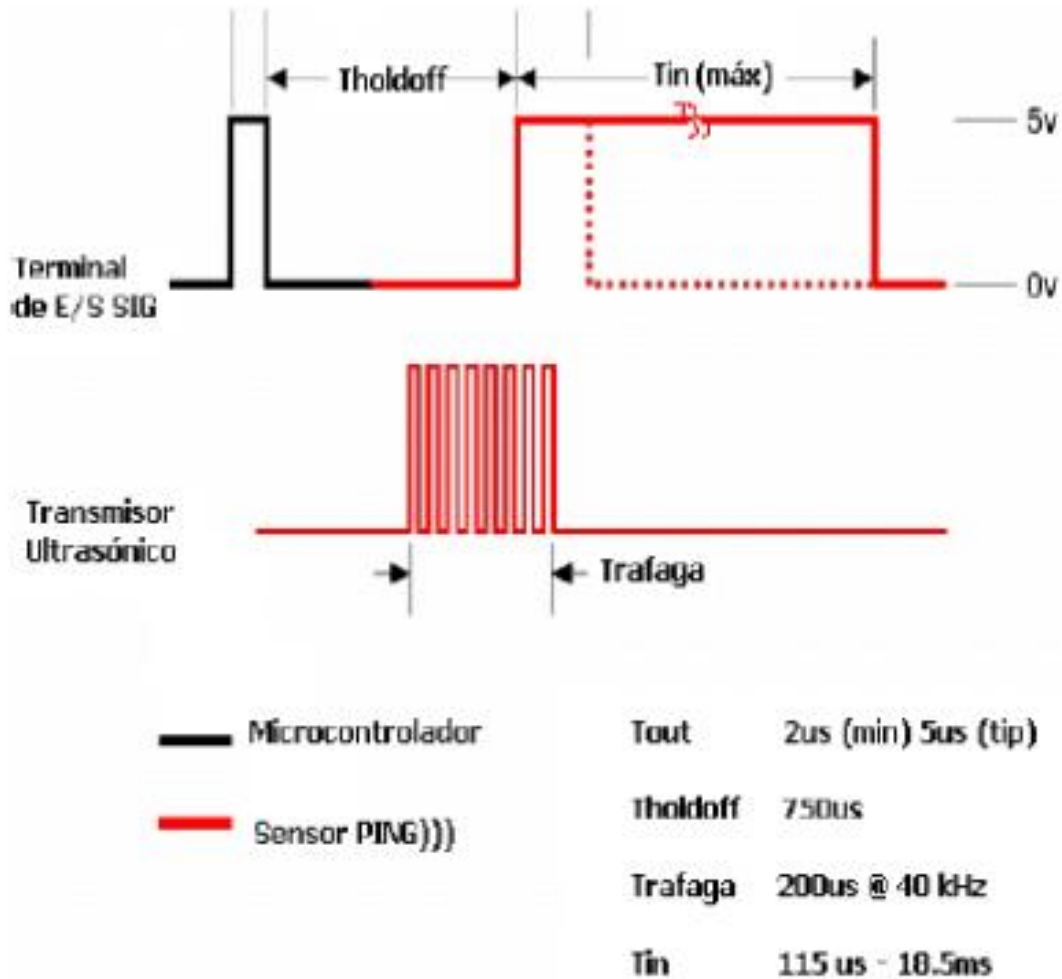 Tholdoff
Tin (máx)
5v
Terminal
de E/S SIG
0v
Transmisor
Ultrasónico
Trafaga
Microcontrolador
Sensor PING)))
Tout 2us (min) 5us (tip)
Tholdoff 750us
Trafaga 200us @ 40 kHz
Tin 115 us - 18.5ms